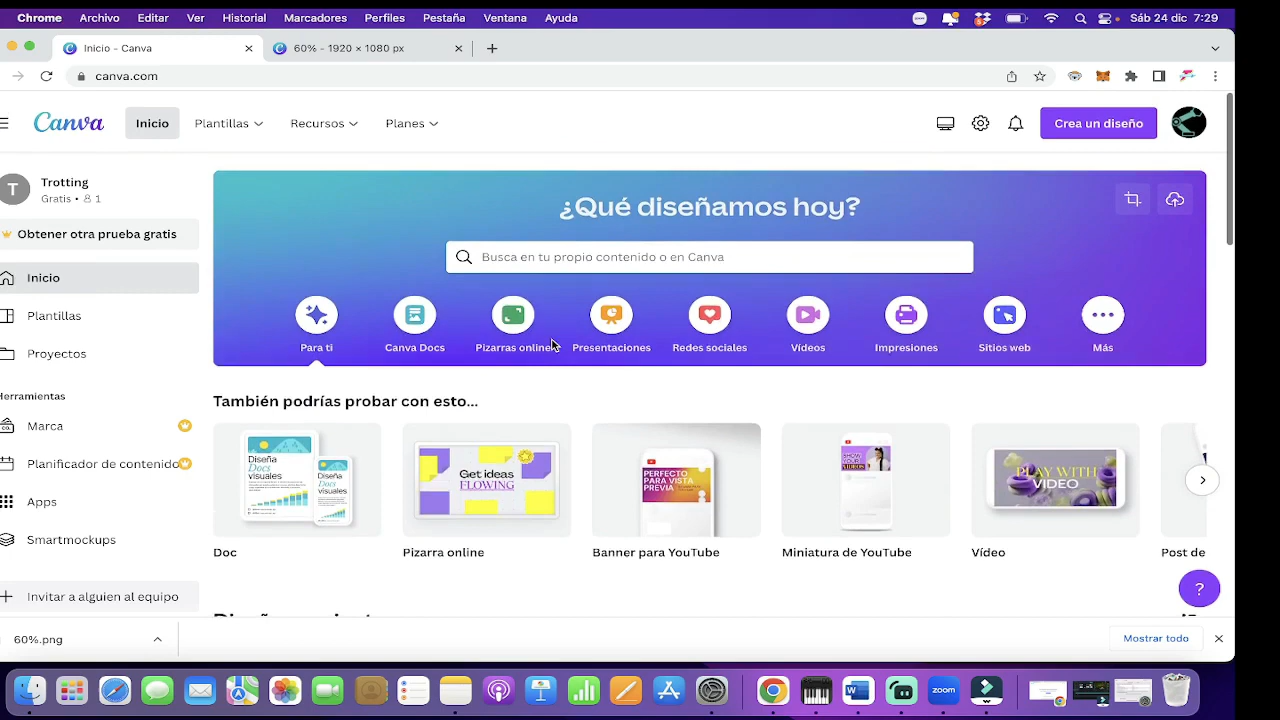 Chrome Archivo Editar Ver Historial Marcadores Perfiles Pestaña Ventana Ayuda Sáb 24 dic 7:29
Inicio - Canva 60% - 1920 × 1080 px
canva.com
Canva Inicio Plantillas Recursos Planes Crea un diseño
T Trotting
Gratis • 1
Obtener otra prueba gratis
Inicio
Plantillas
Proyectos
Herramientas
Marca
Planificador de contenido
Apps
Smartmockups
Invitar a alguien al equipo
¿Qué diseñamos hoy?
Busca en tu propio contenido o en Canva
Para ti Canva Docs Pizarras online Presentaciones Redes sociales Vídeos Impresiones Sitios web Más
También podrías probar con esto...
Diseña
Docs
visuales
Diseña
Docs
visuales
Get ideas
FLOWING
PERFECTO
PARA VISTA
PREVIA
SHOW
YOUR
VIDEOS
PLAY WITH
VIDEO
Doc Pizarra online Banner para YouTube Miniatura de YouTube Vídeo Post de
?
60%.png Mostrar todo
zoom